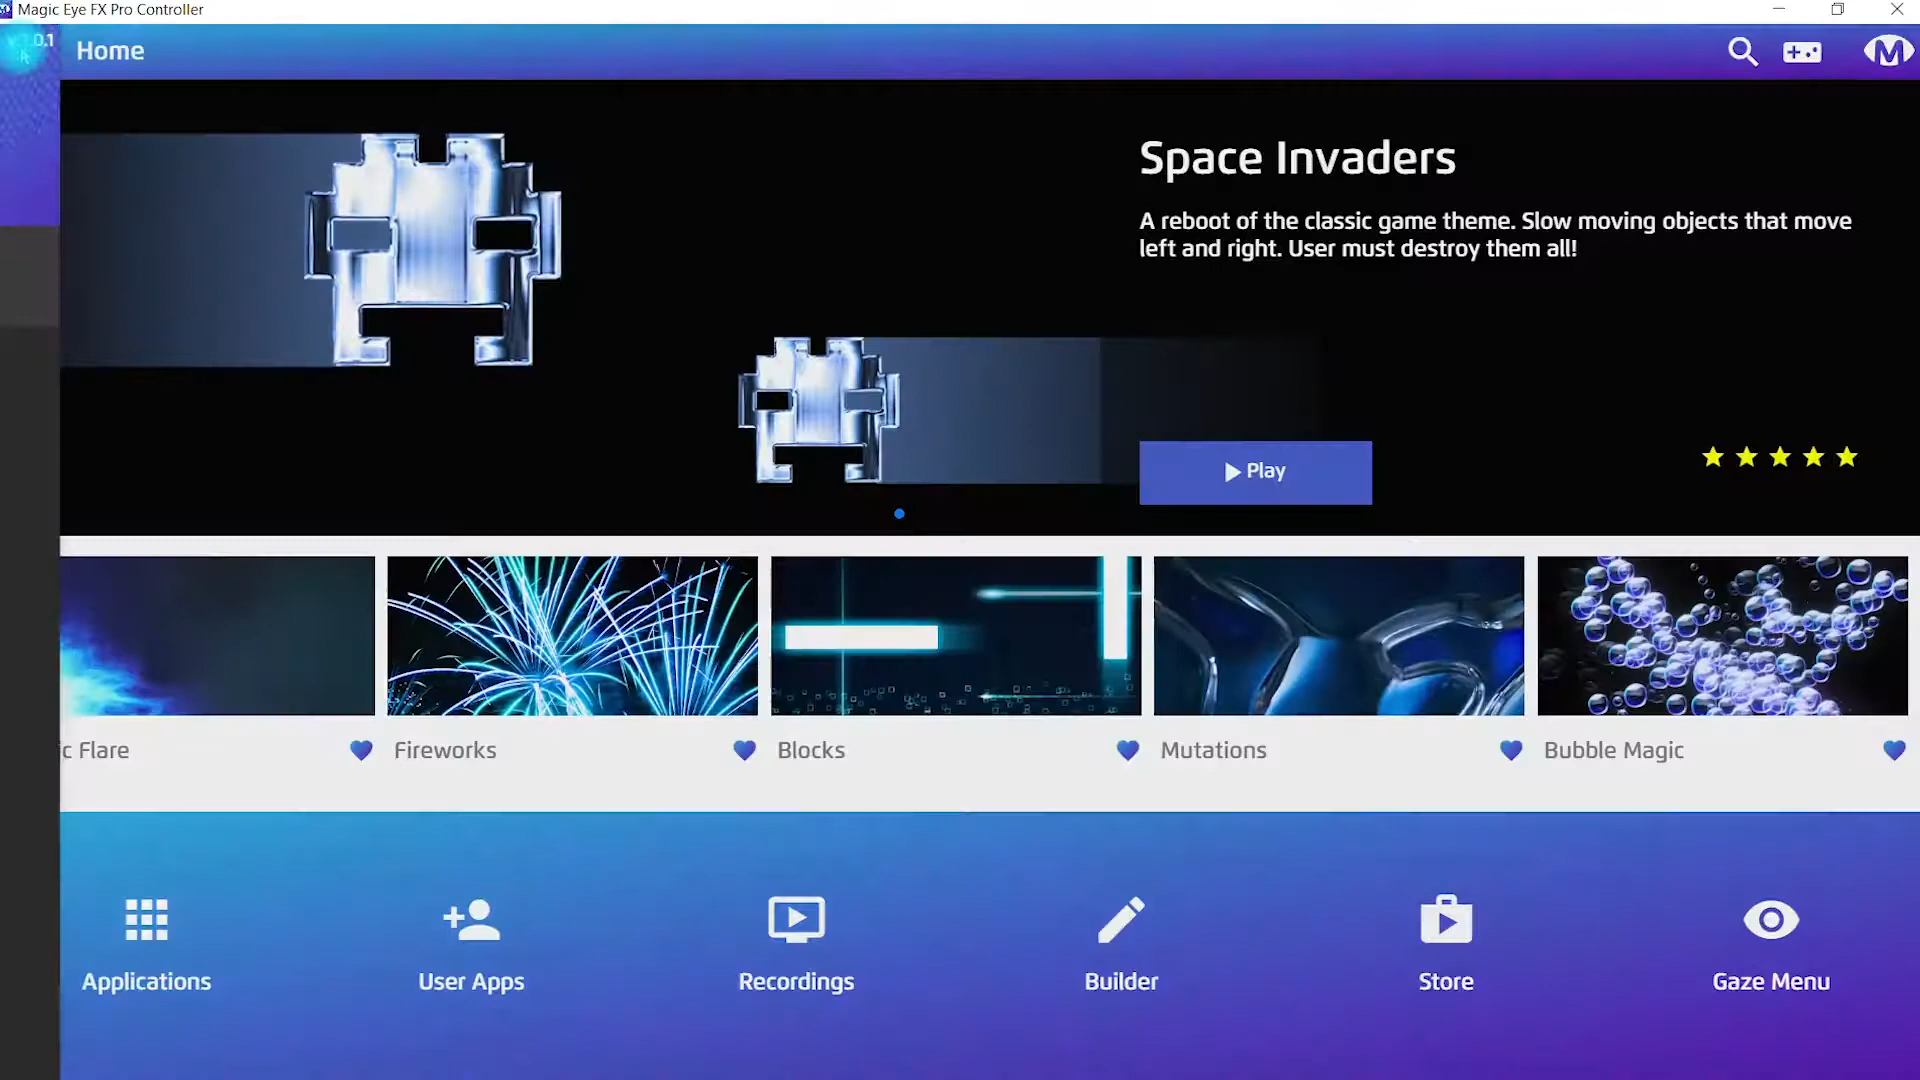 Magic Eye FX Pro Controller
0.1
Home
Space Invaders
A reboot of the classic game theme. Slow moving objects that move
left and right. User must destroy them all!
Play
c Flare
Fireworks
Blocks
Mutations
Bubble Magic
Applications
User Apps
Recordings
Builder
Store
Gaze Menu